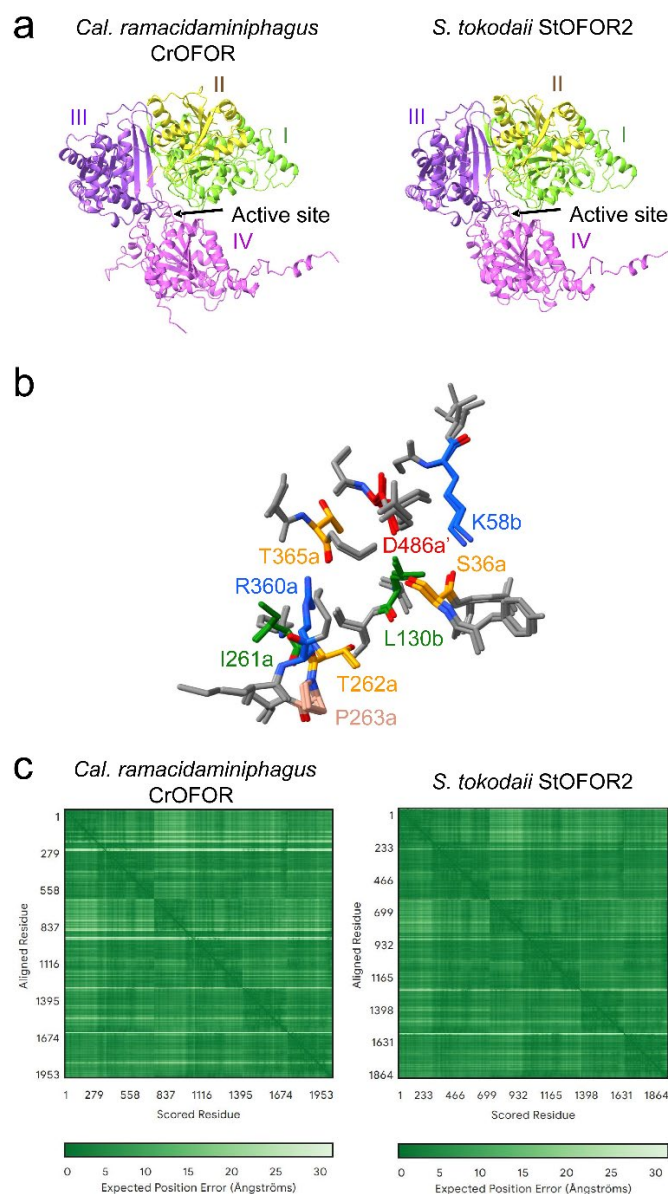 a
Cal. ramacidaminiphagus
CrOFOR
S. tokodaii StOFOR2
II
III
I
Active site
IV
II
III
I
Active site
IV
b
K58b
D486a'
T365a
S36a
R360a
L130b
I261a
T262a
P263a
c
Cal. ramacidaminiphagus
CrOFOR
S. tokodaii StOFOR2
Aligned Residue
1
279
558
837
1116
1395
1674
1953
1 279 558 837 1116 1395 1674 1953
Scored Residue
0 5 10 15 20 25 30
Expected Position Error (Ångströms)
Aligned Residue
1
233
466
699
932
1165
1398
1631
1864
1 233 466 699 932 1165 1398 1631 1864
Scored Residue
0 5 10 15 20 25 30
Expected Position Error (Ångströms)